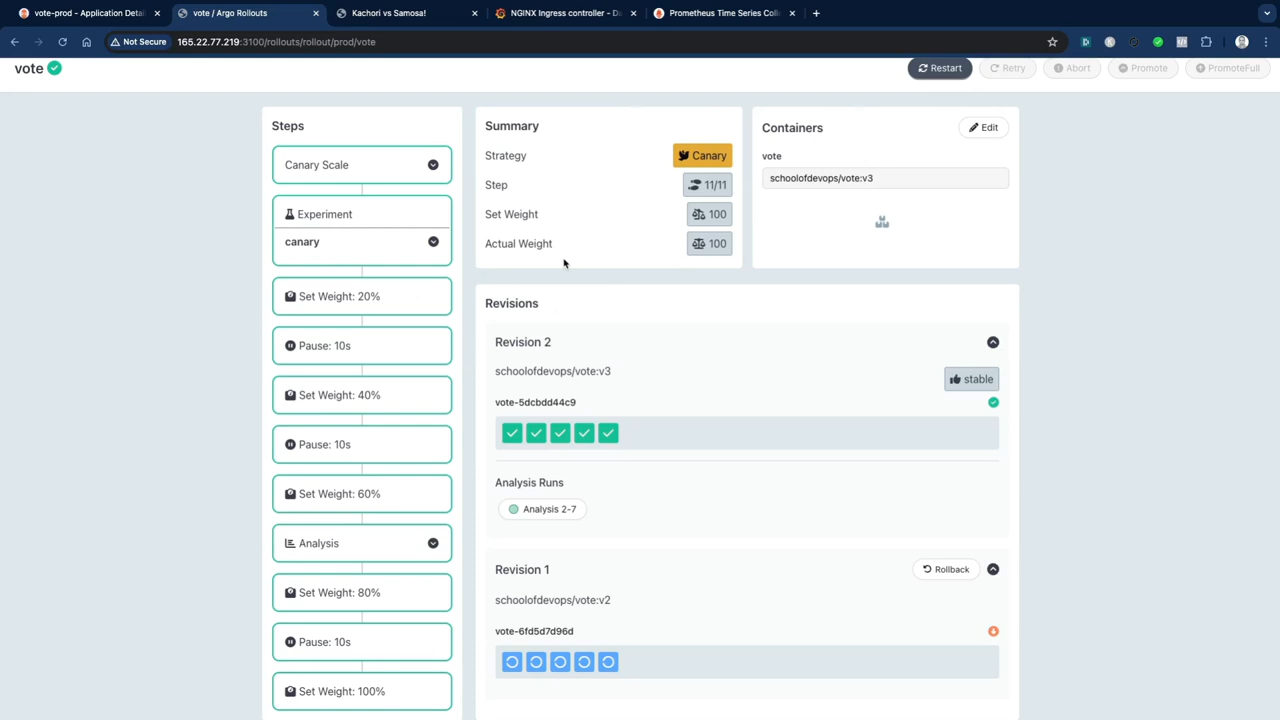 vote-prod - Application Detai
vote / Argo Rollouts
Kachori vs Samosa!
NGINX Ingress controller - Da
Prometheus Time Series Colle
Not Secure
165.22.77.219:3100/rollouts/rollout/prod/vote
vote
Restart
Retry
Abort
Promote
PromoteFull
Steps
Canary Scale
Experiment
canary
Set Weight: 20%
Pause: 10s
Set Weight: 40%
Pause: 10s
Set Weight: 60%
Analysis
Set Weight: 80%
Pause: 10s
Set Weight: 100%
Summary
Strategy
Canary
Step
11/11
Set Weight
100
Actual Weight
100
Containers
Edit
vote
schoolofdevops/vote:v3
Revisions
Revision 2
schoolofdevops/vote:v3
stable
vote-5dcbdd44c9
Analysis Runs
Analysis 2-7
Revision 1
Rollback
schoolofdevops/vote:v2
vote-6fd5d7d96d